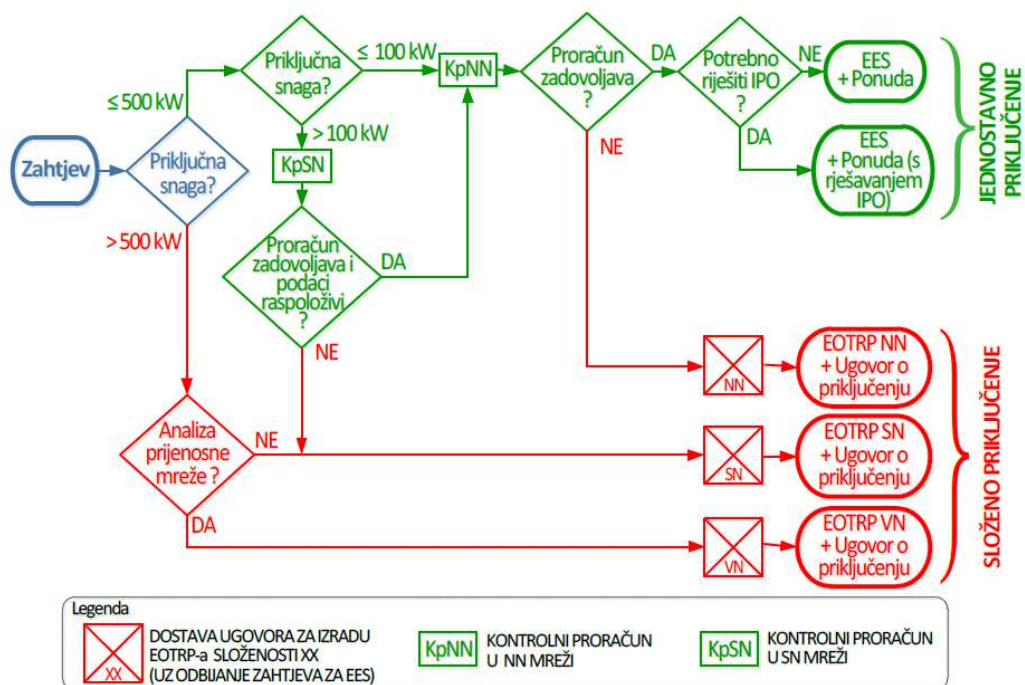 Priključna
snaga?
≤ 100 kW
KpNN
Proračun
zadovoljava
?
DA
Potrebno
riješiti IPO
?
NE
EES
+ Ponuda
≤ 500 kW
> 100 kW
NE
DA
EES
+ Ponuda (s
rješavanjem
IPO)
JEDNOSTAVNO
PRIKLJUČENJE
Zahtjev
Priključna
snaga?
KpSN
> 500 kW
Proračun
zadovoljava i
podaci
raspoloživi
?
DA
NE
NN
EOTRP NN
+ Ugovor o
priključenju
Analiza
prijenosne
mreže ?
NE
SN
EOTRP SN
+ Ugovor o
priključenju
DA
VN
EOTRP VN
+ Ugovor o
priključenju
SLOŽENO PRIKLJUČENJE
Legenda
XX
DOSTAVA UGOVORA ZA IZRADU
EOTRP-a SLOŽENOSTI XX
(UZ ODBIJANJE ZAHTJEVA ZA EES)
KpNN
KONTROLNI PRORAČUN
U NN MREŽI
KpSN
KONTROLNI PRORAČUN
U SN MREŽI